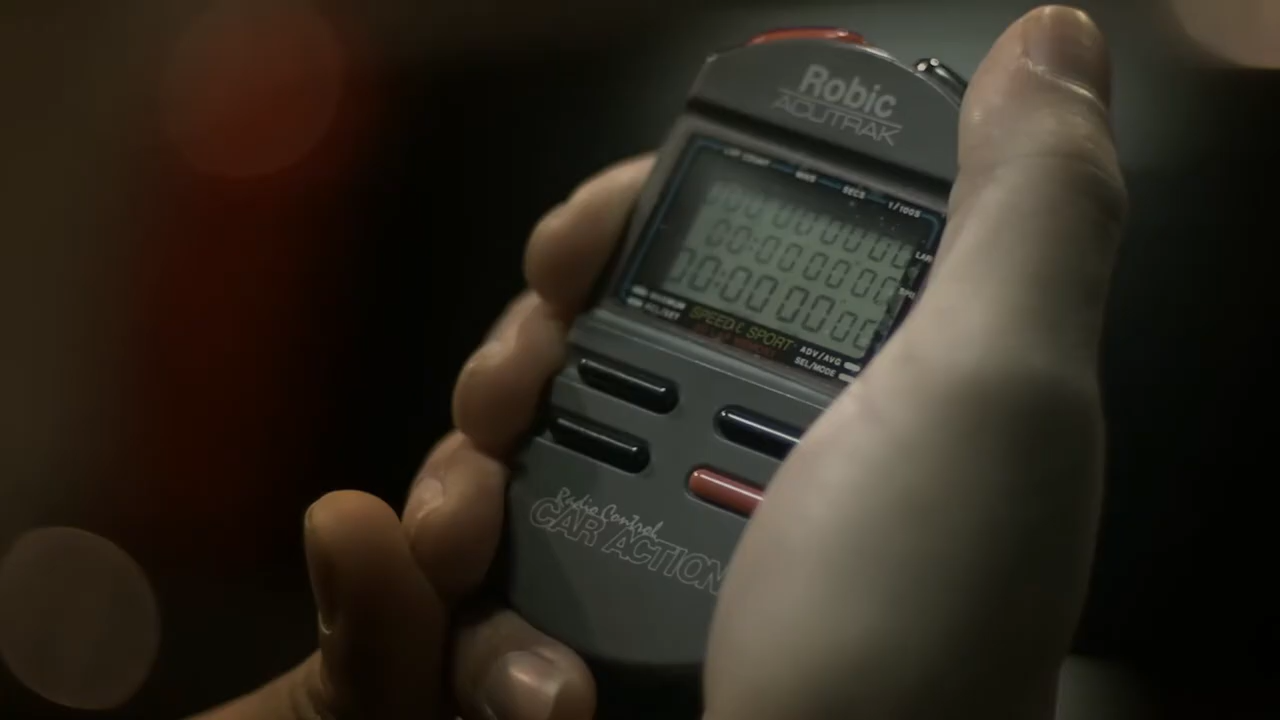 Robic
ACUTRAK
LAP COUNT MINS SECS 1/100S
LAP
00:00 00 00
SPEED & SPORT
ADV/AVG
SEL/MODE
Radio Control
CAR ACTION